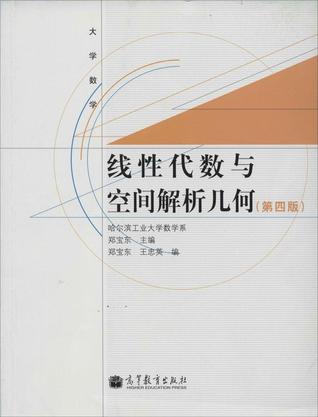 大学数学
线性代数与
空间解析几何(第四版)
哈尔滨工业大学数学系
郑宝东 主编
郑宝东 王忠英 编
高等教育出版社
HIGHER EDUCATION PRESS